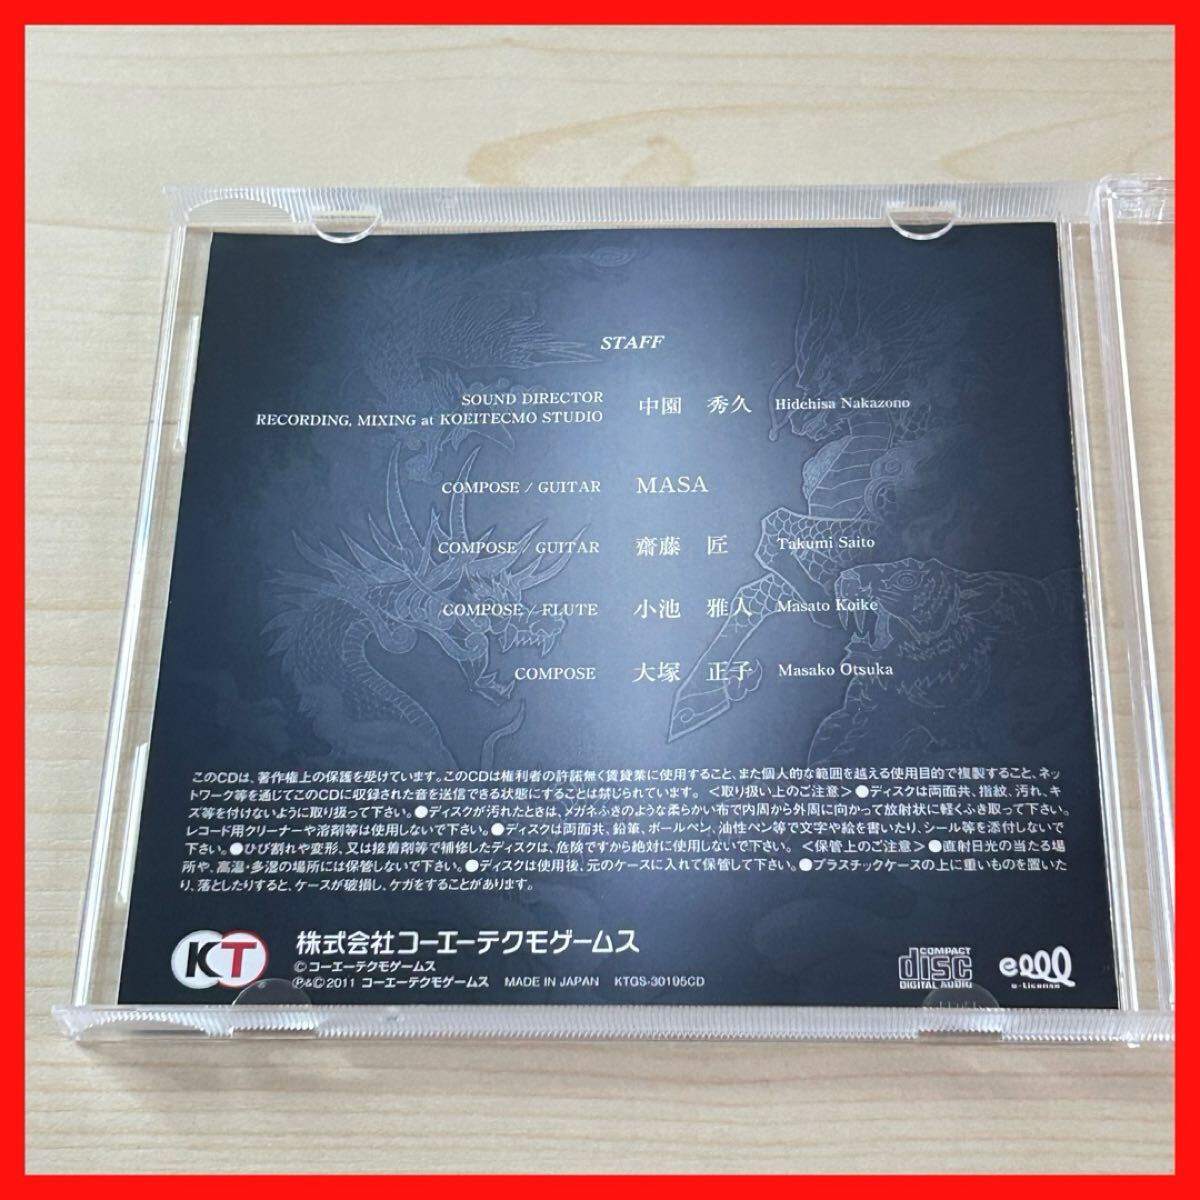 STAFF
SOUND DIRECTOR
RECORDING, MIXING at KOEITECMO STUDIO 中園 秀久 Hidehisa Nakazono
COMPOSE / GUITAR MASA
COMPOSE / GUITAR 齋藤 匠 Takumi Saito
COMPOSE / FLUTE 小池 雅人 Masato Koike
COMPOSE 大塚 正子 Masako Otsuka
このCDは、著作権上の保護を受けています。このCDは権利者の許諾無く賃貸業に使用すること、また個人的な範囲を越える使用目的で複製すること、ネッ
トワーク等を通じてこのCDに収録された音を送信できる状態にすることは禁じられています。 <取り扱い上のご注意> ●ディスクは両面共、指紋、汚れ、キ
ズ等を付けないように取り扱って下さい。●ディスクが汚れたときは、メガネふきのような柔らかい布で内周から外周に向かって放射状に軽くふき取って下さい。
レコード用クリーナーや溶剤等は使用しないで下さい。●ディスクは両面共、鉛筆、ボールペン、油性ペン等で文字や絵を書いたり、シール等を添付しないで
下さい。●ひび割れや変形、又は接着剤等で補修したディスクは、危険ですから絶対に使用しないで下さい。 <保管上のご注意> ●直射日光の当たる場
所や、高温・多湿の場所には保管しないで下さい。●ディスクは使用後、元のケースに入れて保管して下さい。●プラスチックケースの上に重いものを置いた
り、落としたりすると、ケースが破損し、ケガをすることがあります。
KT 株式会社コーエーテクモゲームス
©コーエーテクモゲームス
℗&©2011 コーエーテクモゲームス MADE IN JAPAN KTGS-30195CD
COMPACT
disc
DIGITAL AUDIO
e-license